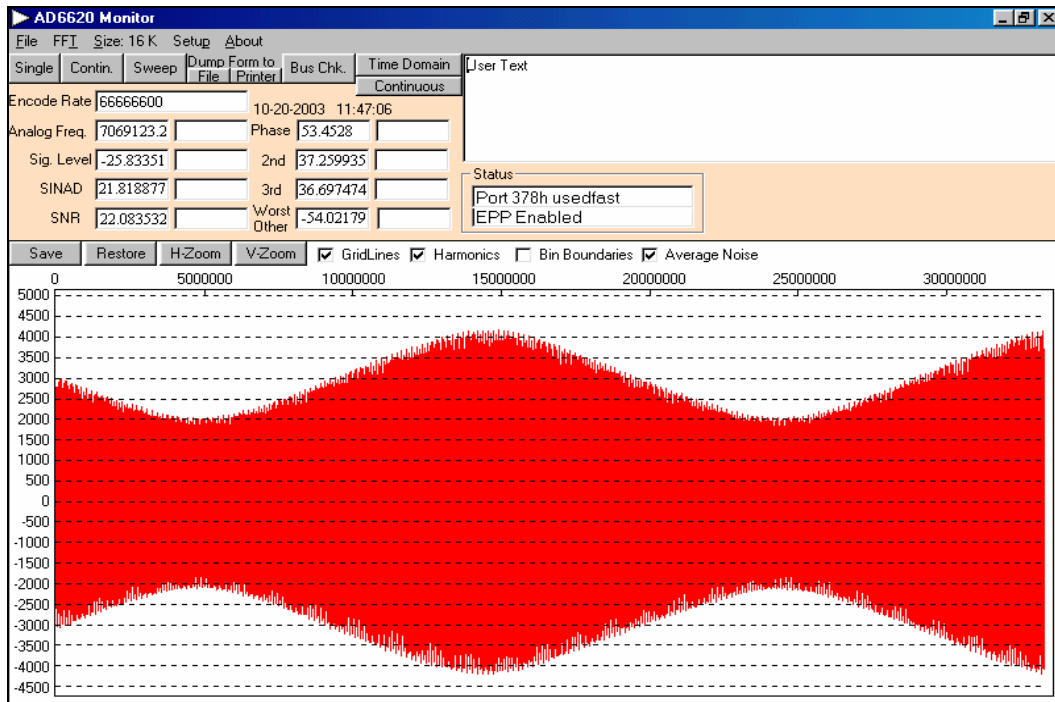 AD6620 Monitor
File FFT Size: 16 K Setup About
Single Contin. Sweep Dump Form to File Printer Bus Chk. Time Domain Continuous
User Text
Encode Rate 66666600
10-20-2003 11:47:06
Analog Freq. 7069123.2 Phase 53.4528
Sig. Level -25.83351 2nd 37.259935
SINAD 21.818877 3rd 36.697474
SNR 22.083532 Worst Other -54.02179
Status
Port 378h usedfast
EPP Enabled
Save Restore H-Zoom V-Zoom GridLines Harmonics Bin Boundaries Average Noise
0 5000000 10000000 15000000 20000000 25000000 30000000
5000
4500
4000
3500
3000
2500
2000
1500
1000
500
0
-500
-1000
-1500
-2000
-2500
-3000
-3500
-4000
-4500